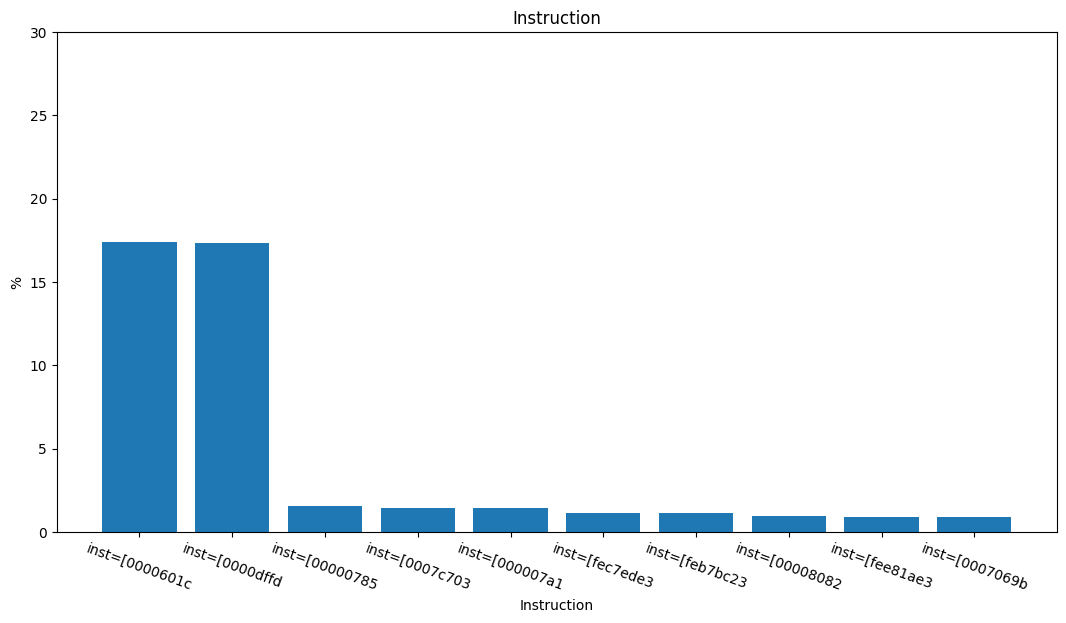 Instruction
30
25
20
15
10
5
0
%
inst=[0000601c
inst=[0000dffd
inst=[00000785
inst=[0007c703
inst=[000007a1
inst=[fec7ede3
inst=[feb7bc23
inst=[00008082
inst=[fee81ae3
inst=[0007069b
Instruction